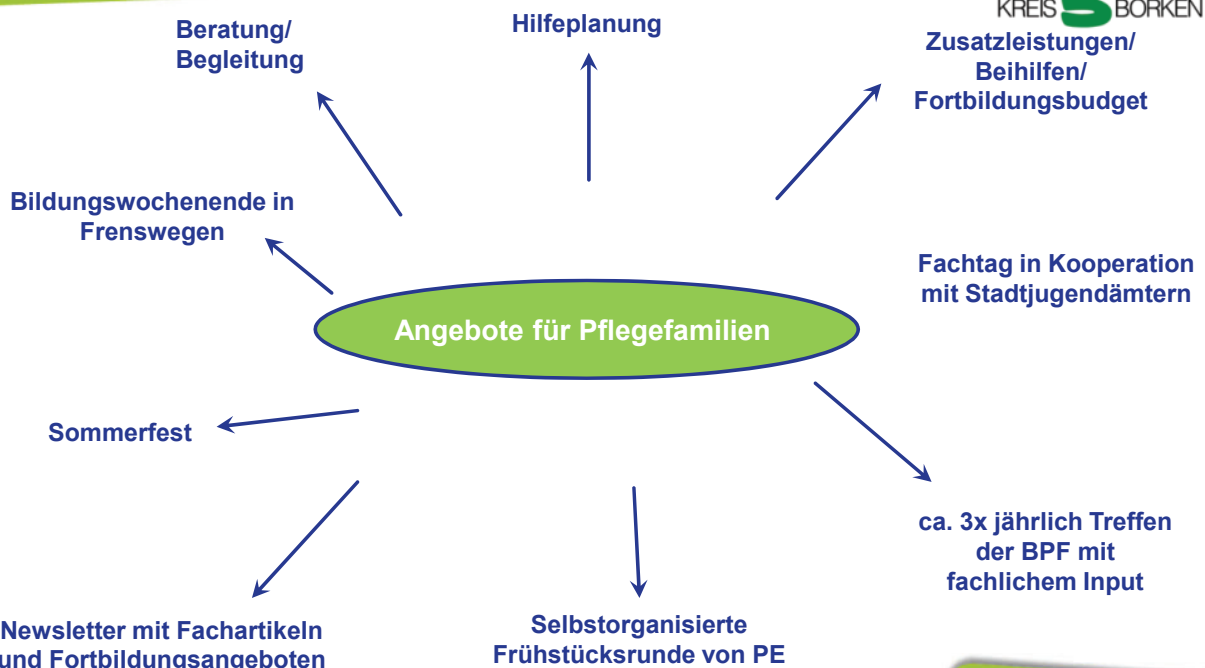 KREIS BORKEN
Beratung/
Begleitung
Hilfeplanung
Zusatzleistungen/
Beihilfen/
Fortbildungsbudget
Bildungswochenende in
Frenswegen
Fachtag in Kooperation
mit Stadtjugendämtern
Angebote für Pflegefamilien
Sommerfest
ca. 3x jährlich Treffen
der BPF mit
fachlichem Input
Newsletter mit Fachartikeln
und Fortbildungsangeboten
Selbstorganisierte
Frühstücksrunde von PE